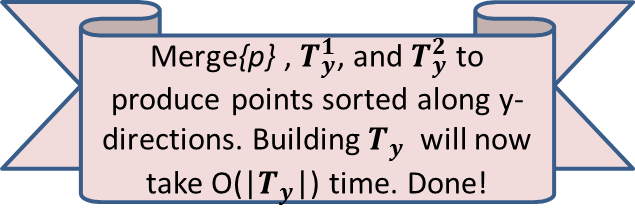 Merge{p} , $T_y^1$, and $T_y^2$ to
produce points sorted along y-
directions. Building $T_y$ will now
take O(|$T_y$|) time. Done!